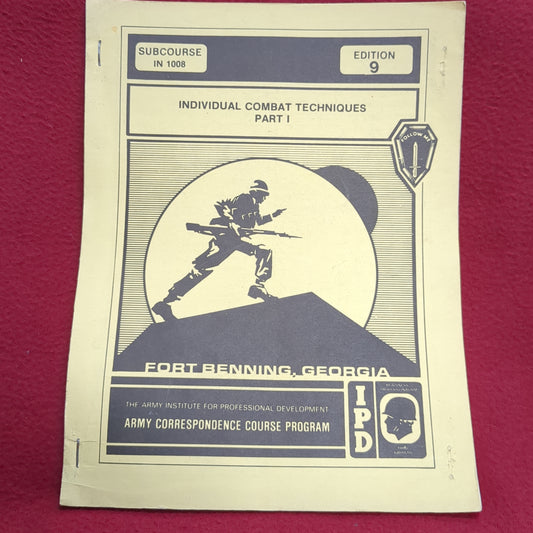 SUBCOURSE
IN 1008
EDITION
9
INDIVIDUAL COMBAT TECHNIQUES
PART I
FOLLOW ME
FORT BENNING, GEORGIA
THE ARMY INSTITUTE FOR PROFESSIONAL DEVELOPMENT
ARMY CORRESPONDENCE COURSE PROGRAM
IPD